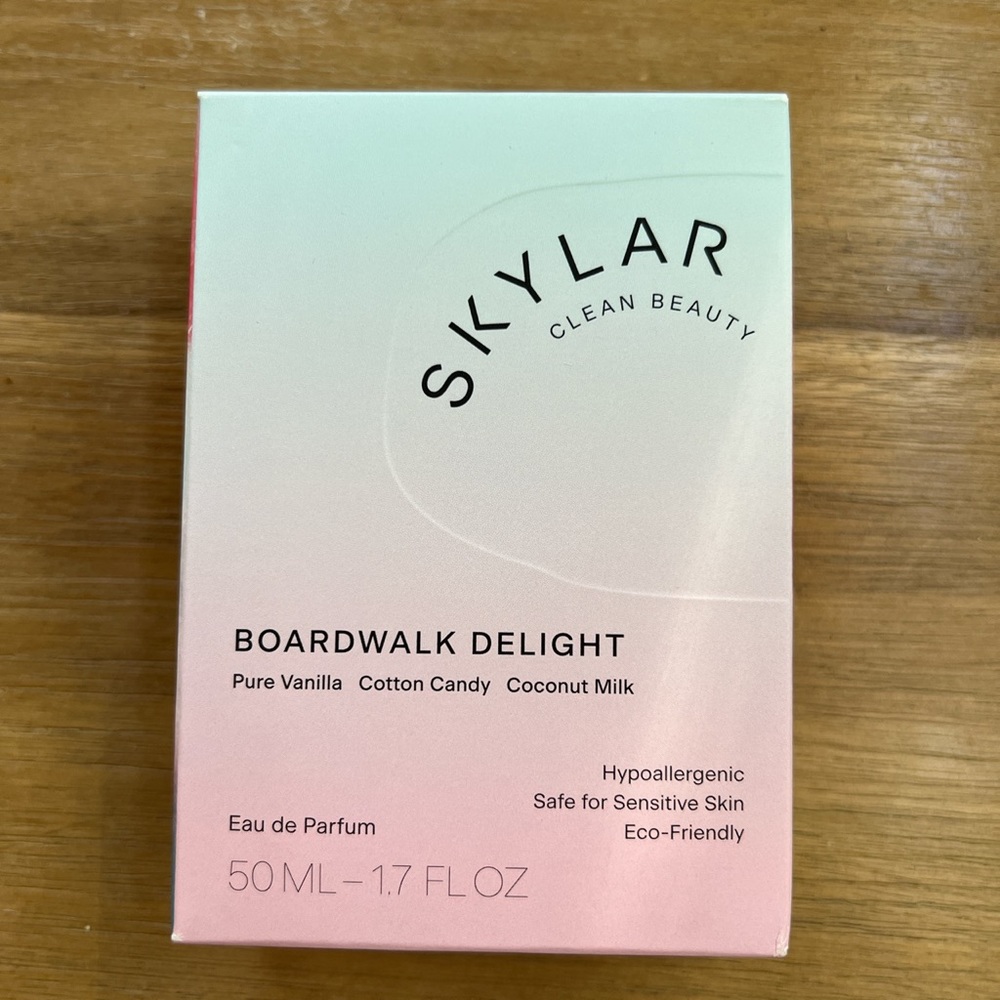 SKYLAR
CLEAN BEAUTY
BOARDWALK DELIGHT
Pure Vanilla Cotton Candy Coconut Milk
Hypoallergenic
Safe for Sensitive Skin
Eco-Friendly
Eau de Parfum
50 ML – 1.7 FL OZ